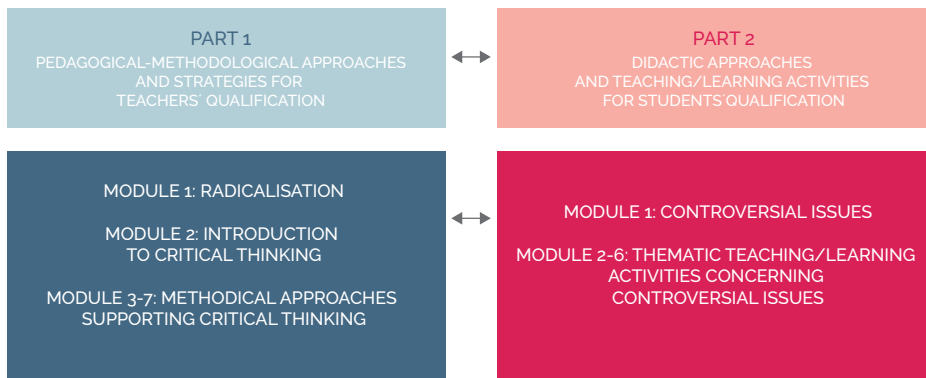 PART 1
PEDAGOGICAL-METHODOLOGICAL APPROACHES
AND STRATEGIES FOR
TEACHERS´ QUALIFICATION
PART 2
DIDACTIC APPROACHES
AND TEACHING/LEARNING ACTIVITIES
FOR STUDENTS´QUALIFICATION
MODULE 1: RADICALISATION
MODULE 2: INTRODUCTION
TO CRITICAL THINKING
MODULE 3-7: METHODICAL APPROACHES
SUPPORTING CRITICAL THINKING
MODULE 1: CONTROVERSIAL ISSUES
MODULE 2-6: THEMATIC TEACHING/LEARNING
ACTIVITIES CONCERNING
CONTROVERSIAL ISSUES